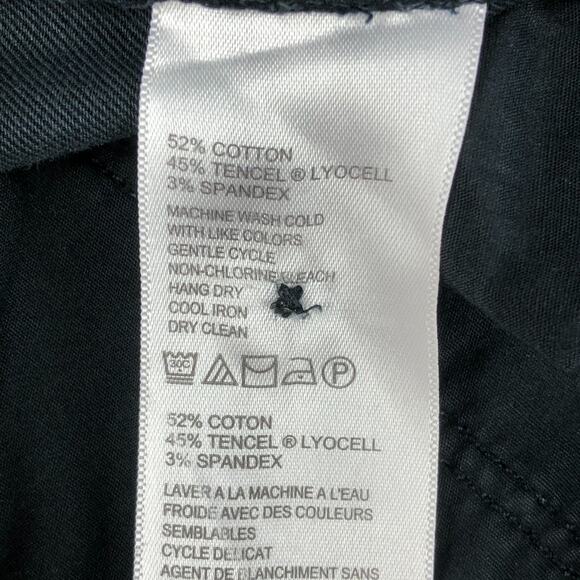 52% COTTON
45% TENCEL ® LYOCELL
3% SPANDEX
MACHINE WASH COLD
WITH LIKE COLORS
GENTLE CYCLE
NON-CHLORINE BLEACH
HANG DRY
COOL IRON
DRY CLEAN
30C P
52% COTON
45% TENCEL ® LYOCELL
3% SPANDEX
LAVER A LA MACHINE A L'EAU
FROIDE AVEC DES COULEURS
SEMBLABLES
CYCLE DELICAT
AGENT DE BLANCHIMENT SANS